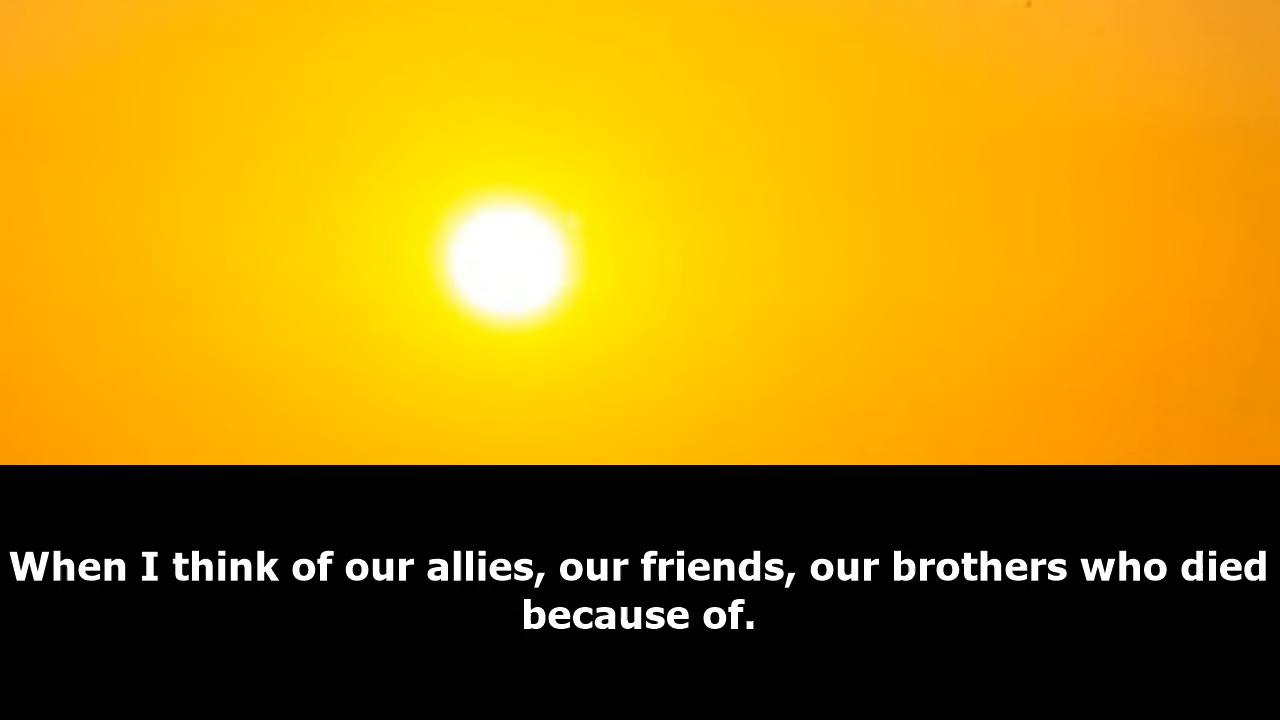 When I think of our allies, our friends, our brothers who died
because of.